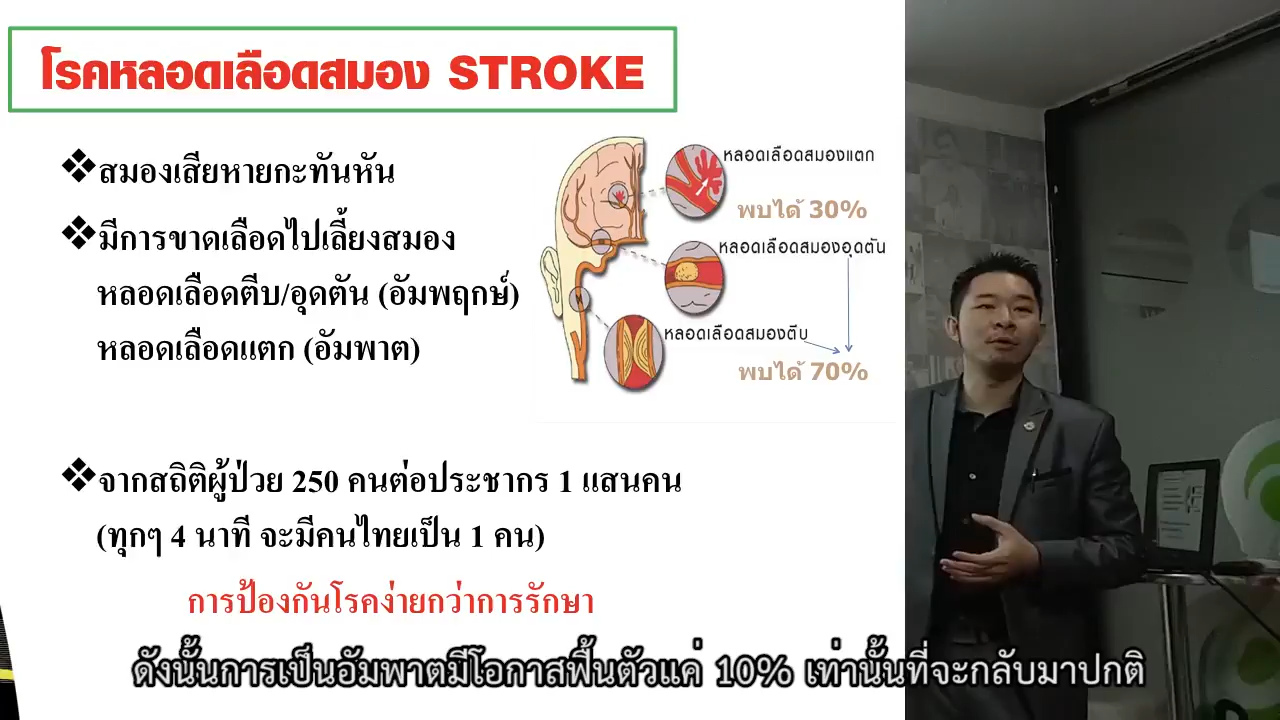 โรคหลอดเลือดสมอง STROKE
❖สมองเสียหายกะทันหัน
❖มีการขาดเลือดไปเลี้ยงสมอง
หลอดเลือดตีบ/อุดตัน (อัมพฤกษ์)
หลอดเลือดแตก (อัมพาต)
หลอดเลือดสมองแตก
พบได้ 30%
หลอดเลือดสมองอุดตัน
หลอดเลือดสมองตีบ
พบได้ 70%
❖จากสถิติผู้ป่วย 250 คนต่อประชากร 1 แสนคน
(ทุกๆ 4 นาที จะมีคนไทยเป็น 1 คน)
การป้องกันโรคง่ายกว่าการรักษา
ดังนั้นการเป็นอัมพาตมีโอกาสฟื้นตัวแค่ 10% เท่านั้นที่จะกลับมาปกติ